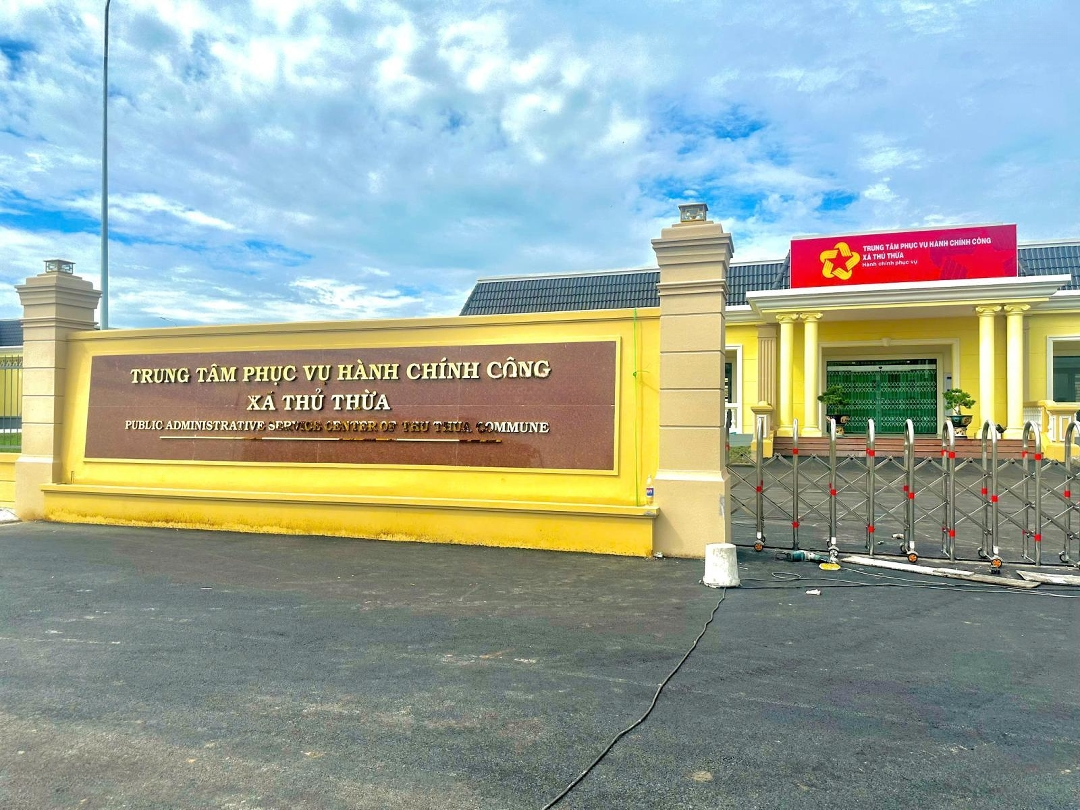 TRUNG TÂM PHỤC VỤ HÀNH CHÍNH CÔNG
XÃ THỦ THỪA
PUBLIC ADMINISTRATIVE SERVICE CENTER OF THU THUA COMMUNE
TRUNG TÂM PHỤC VỤ HÀNH CHÍNH CÔNG
XÃ THỦ THỪA
Hành chính phục vụ